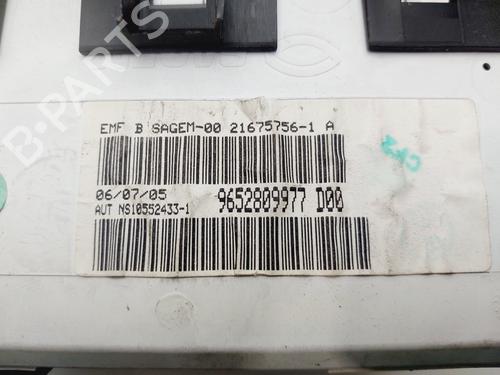 EMF B SAGEM-00 21675756-1 A
06/07/05
9652809977 D00
AUT NS10552433-1
B-PARTS